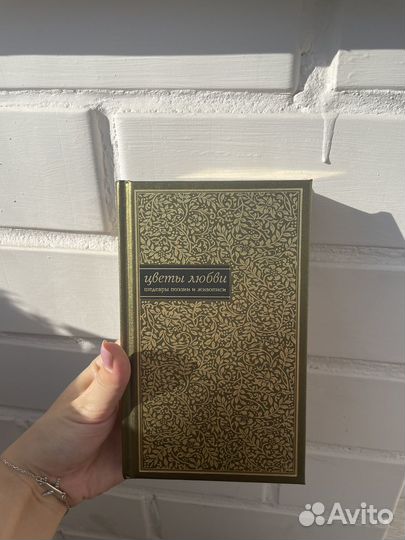 цветы любви
шедевры поэзии и живописи
Avito